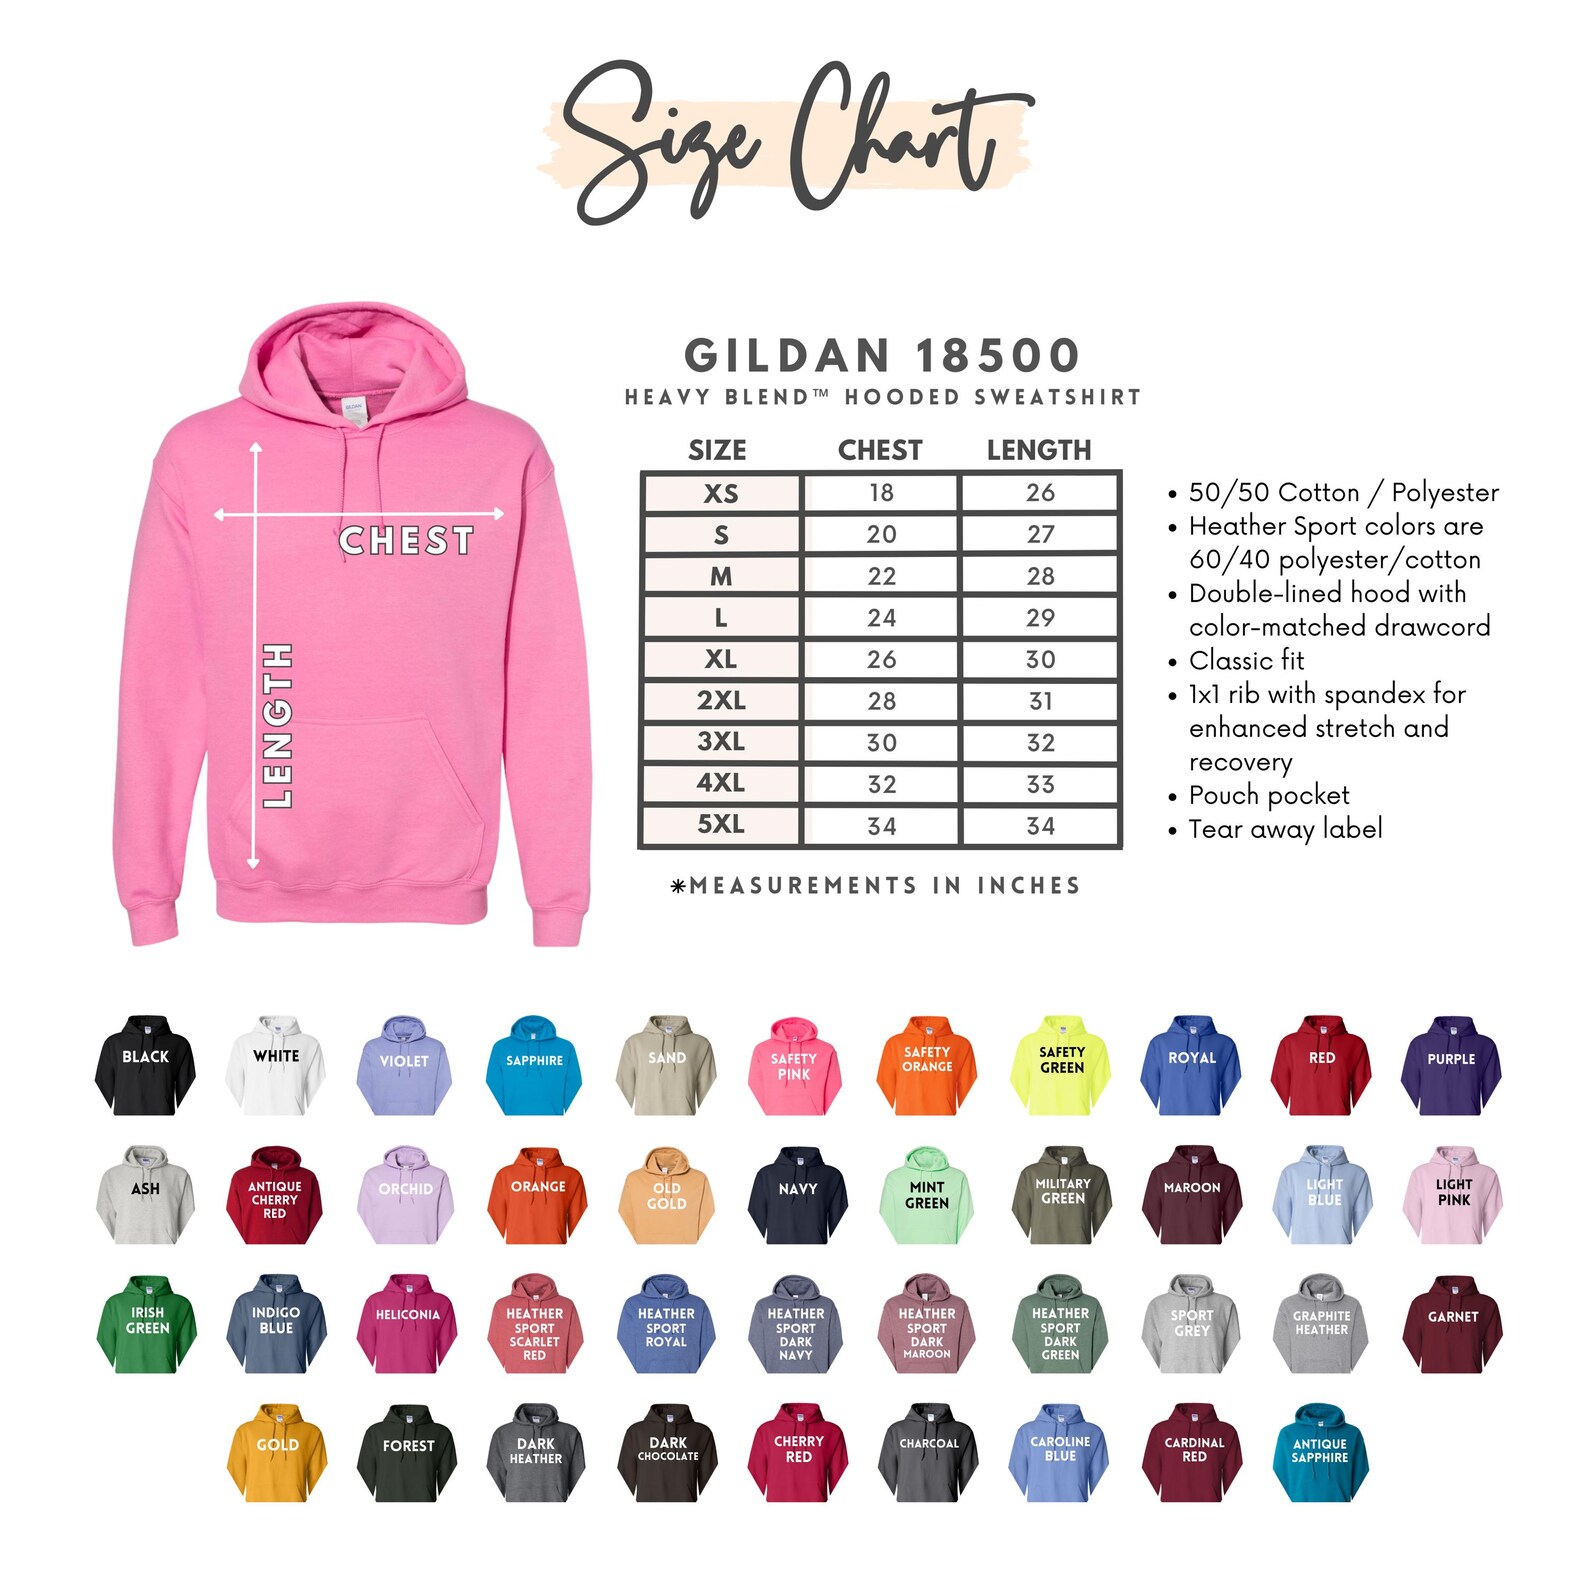 Size Chart
GILDAN 18500
HEAVY BLEND™ HOODED SWEATSHIRT
GILDAN
CHEST
LENGTH
SIZE CHEST LENGTH
XS 18 26
S 20 27
M 22 28
L 24 29
XL 26 30
2XL 28 31
3XL 30 32
4XL 32 33
5XL 34 34
*MEASUREMENTS IN INCHES
• 50/50 Cotton / Polyester
• Heather Sport colors are
60/40 polyester/cotton
• Double-lined hood with
color-matched drawcord
• Classic fit
• 1x1 rib with spandex for
enhanced stretch and
recovery
• Pouch pocket
• Tear away label
BLACK
WHITE
VIOLET
SAPPHIRE
SAND
SAFETY
PINK
SAFETY
ORANGE
SAFETY
GREEN
ROYAL
RED
PURPLE
ASH
ANTIQUE
CHERRY
RED
ORCHID
ORANGE
OLD
GOLD
NAVY
MINT
GREEN
MILITARY
GREEN
MAROON
LIGHT
BLUE
LIGHT
PINK
IRISH
GREEN
INDIGO
BLUE
HELICONIA
HEATHER
SPORT
SCARLET
RED
HEATHER
SPORT
ROYAL
HEATHER
SPORT
DARK
NAVY
HEATHER
SPORT
DARK
MAROON
HEATHER
SPORT
DARK
GREEN
SPORT
GREY
GRAPHITE
HEATHER
GARNET
GOLD
FOREST
DARK
HEATHER
DARK
CHOCOLATE
CHERRY
RED
CHARCOAL
CAROLINE
BLUE
CARDINAL
RED
ANTIQUE
SAPPHIRE